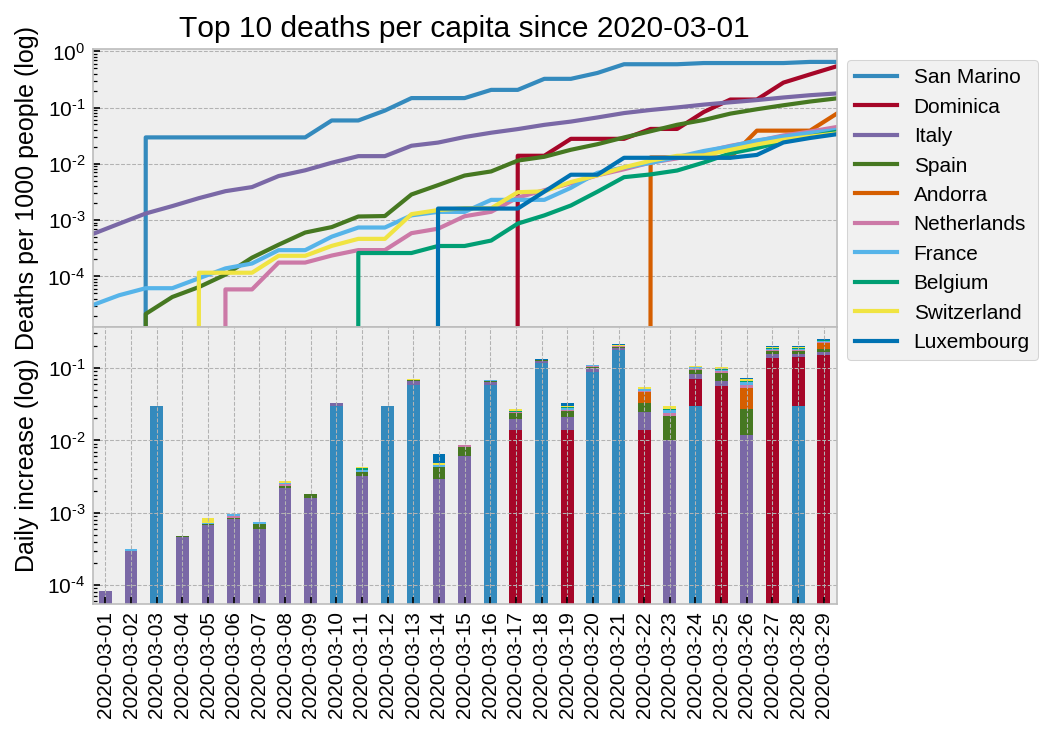 Top 10 deaths per capita since 2020-03-01
Deaths per 1000 people (log)
10⁰
10⁻¹
10⁻²
10⁻³
10⁻⁴
San Marino
Dominica
Italy
Spain
Andorra
Netherlands
France
Belgium
Switzerland
Luxembourg
Daily increase (log)
10⁻¹
10⁻²
10⁻³
10⁻⁴
2020-03-01
2020-03-02
2020-03-03
2020-03-04
2020-03-05
2020-03-06
2020-03-07
2020-03-08
2020-03-09
2020-03-10
2020-03-11
2020-03-12
2020-03-13
2020-03-14
2020-03-15
2020-03-16
2020-03-17
2020-03-18
2020-03-19
2020-03-20
2020-03-21
2020-03-22
2020-03-23
2020-03-24
2020-03-25
2020-03-26
2020-03-27
2020-03-28
2020-03-29